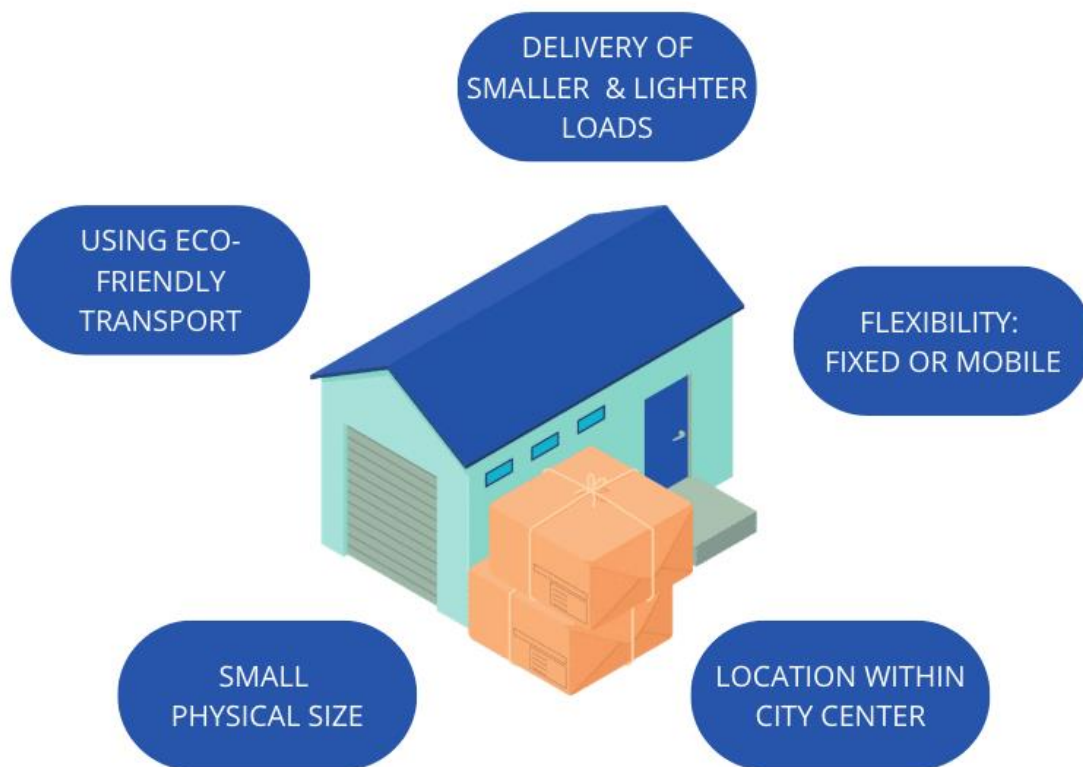 DELIVERY OF
SMALLER & LIGHTER
LOADS
USING ECO-
FRIENDLY
TRANSPORT
FLEXIBILITY:
FIXED OR MOBILE
SMALL
PHYSICAL SIZE
LOCATION WITHIN
CITY CENTER